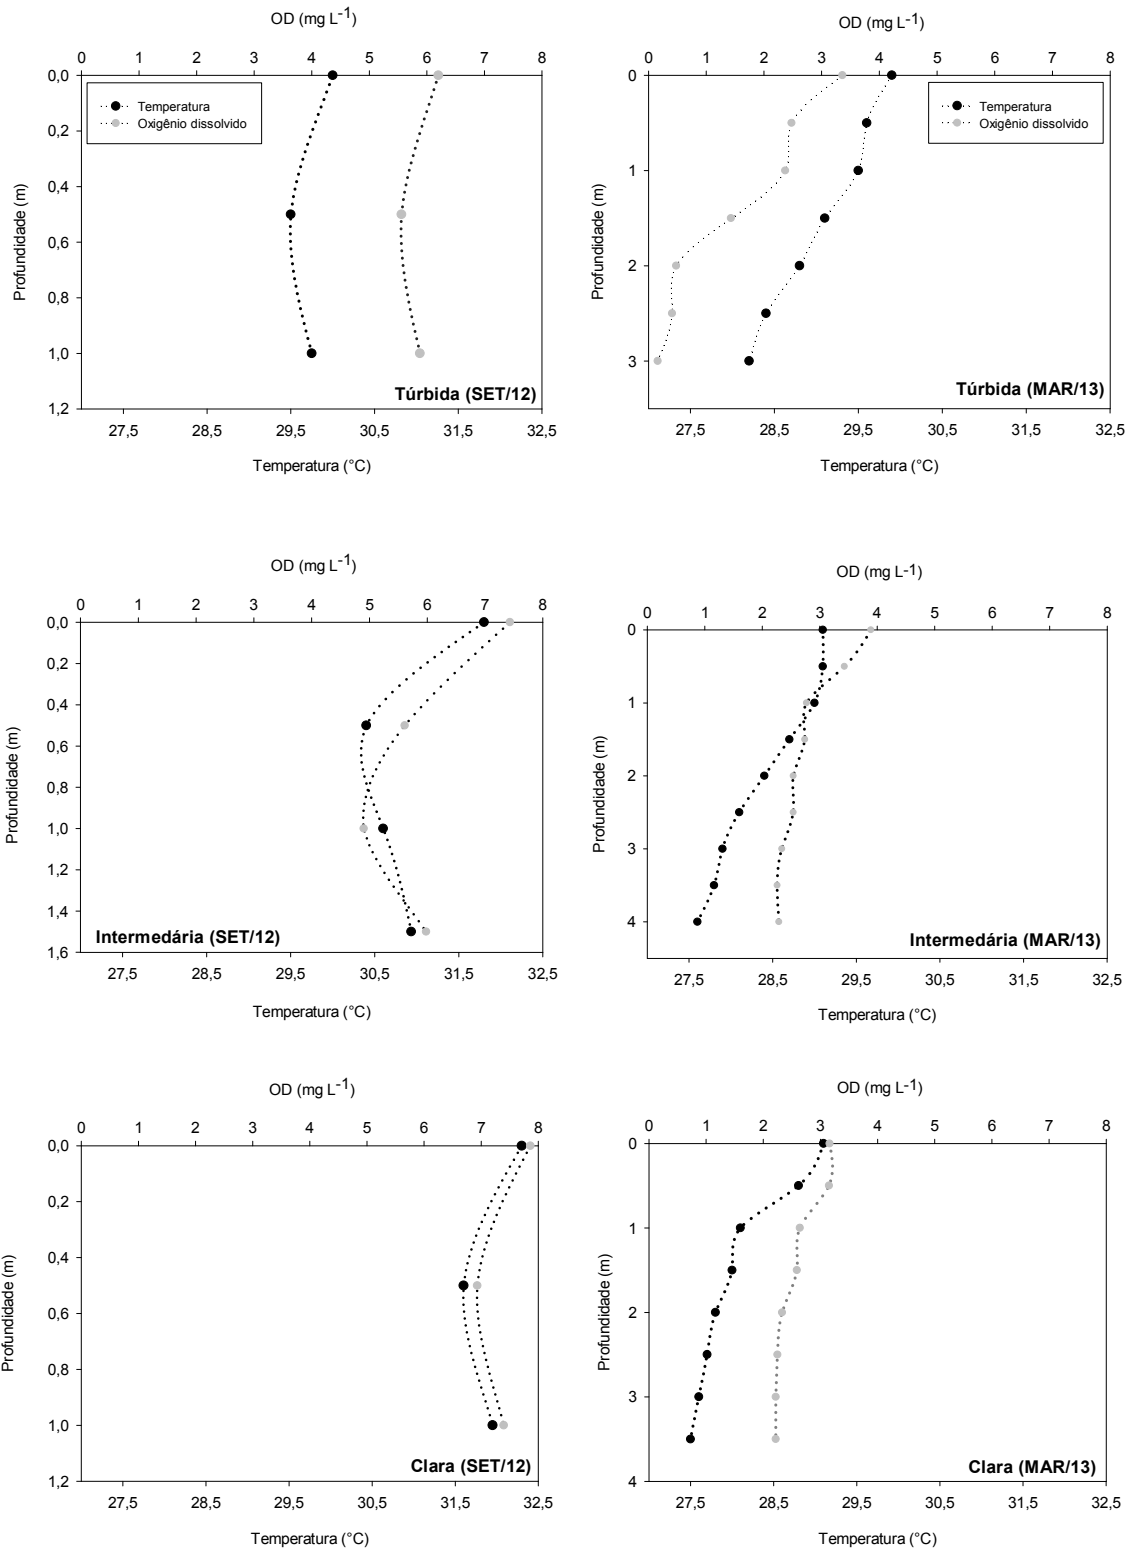 OD (mg L-1)
0 1 2 3 4 5 6 7 8
0,0
0,2
0,4
0,6
0,8
1,0
1,2
Profundidade (m)
Temperatura
Oxigênio dissolvido
Túrbida (SET/12)
27,5 28,5 29,5 30,5 31,5 32,5
Temperatura (°C)
OD (mg L-1)
0 1 2 3 4 5 6 7 8
0
1
2
3
Profundidade (m)
Temperatura
Oxigênio dissolvido
Túrbida (MAR/13)
27,5 28,5 29,5 30,5 31,5 32,5
Temperatura (°C)
OD (mg L-1)
0 1 2 3 4 5 6 7 8
0,0
0,2
0,4
0,6
0,8
1,0
1,2
1,4
1,6
Profundidade (m)
Intermedária (SET/12)
27,5 28,5 29,5 30,5 31,5 32,5
Temperatura (°C)
OD (mg L-1)
0 1 2 3 4 5 6 7 8
0
1
2
3
4
Profundidade (m)
Intermedária (MAR/13)
27,5 28,5 29,5 30,5 31,5 32,5
Temperatura (°C)
OD (mg L-1)
0 1 2 3 4 5 6 7 8
0,0
0,2
0,4
0,6
0,8
1,0
1,2
Profundidade (m)
Clara (SET/12)
27,5 28,5 29,5 30,5 31,5 32,5
Temperatura (°C)
OD (mg L-1)
0 1 2 3 4 5 6 7 8
0
1
2
3
4
Profundidade (m)
Clara (MAR/13)
27,5 28,5 29,5 30,5 31,5 32,5
Temperatura (°C)